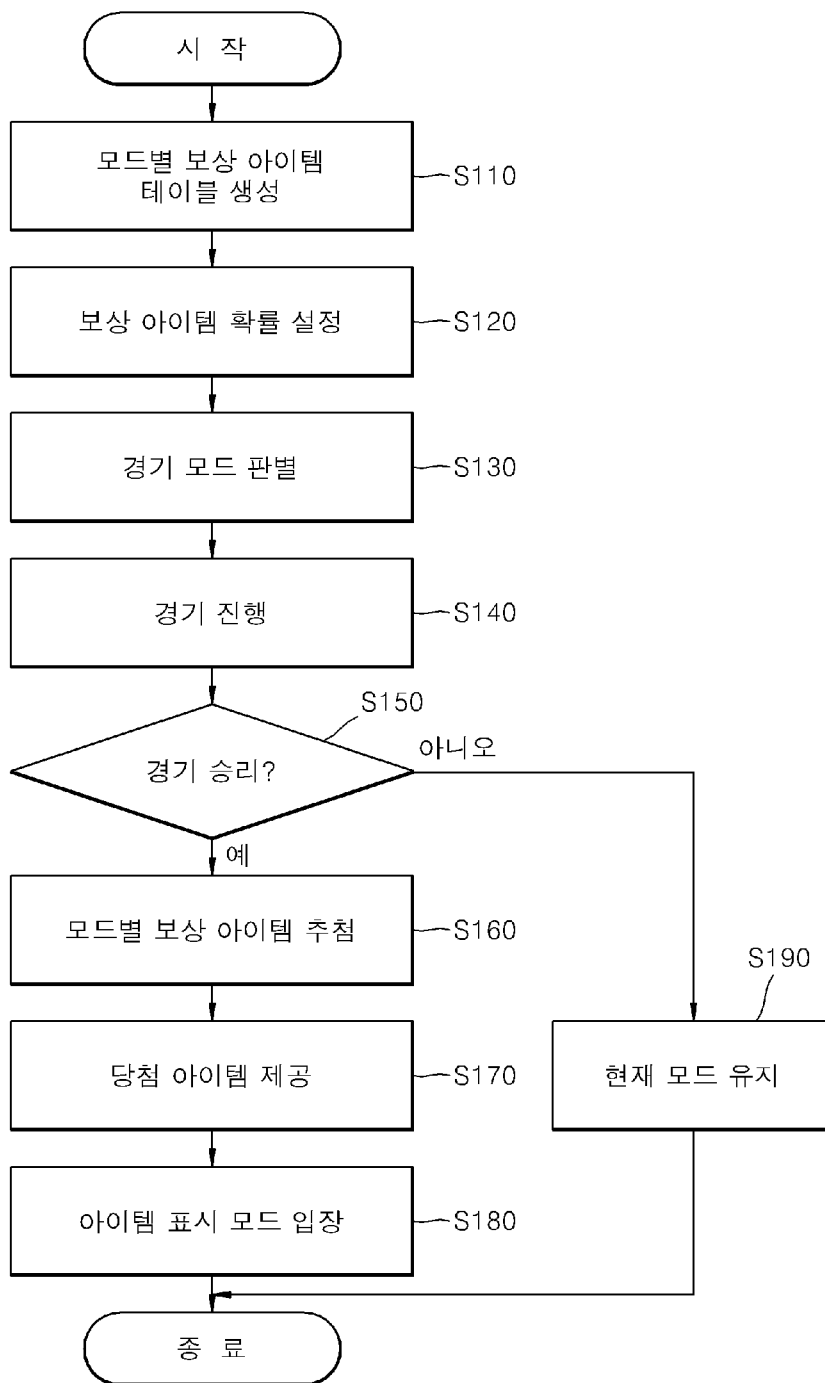 시 작
모드별 보상 아이템
테이블 생성
S110
보상 아이템 확률 설정
S120
경기 모드 판별
S130
경기 진행
S140
S150
경기 승리?
아니오
예
모드별 보상 아이템 추첨
S160
S190
당첨 아이템 제공
S170
현재 모드 유지
아이템 표시 모드 입장
S180
종 료